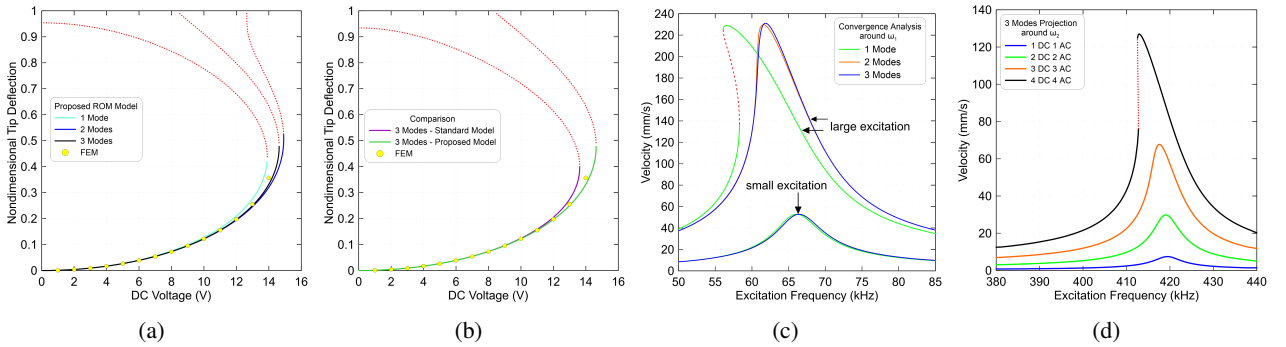 Nondimensional Tip Deflection
1
0.9
0.8
0.7
0.6
0.5
0.4
0.3
0.2
0.1
0
Proposed ROM Model
1 Mode
2 Modes
3 Modes
FEM
0 2 4 6 8 10 12 14 16
DC Voltage (V)
(a)
Nondimensional Tip Deflection
1
0.9
0.8
0.7
0.6
0.5
0.4
0.3
0.2
0.1
0
Comparison
3 Modes - Standard Model
3 Modes - Proposed Model
FEM
0 2 4 6 8 10 12 14 16
DC Voltage (V)
(b)
Velocity (mm/s)
240
220
200
180
160
140
120
100
80
60
40
20
0
Convergence Analysis
around ω₁
1 Mode
2 Modes
3 Modes
large excitation
small excitation
50 55 60 65 70 75 80 85
Excitation Frequency (kHz)
(c)
Velocity (mm/s)
140
120
100
80
60
40
20
0
3 Modes Projection
around ω₂
1 DC 1 AC
2 DC 2 AC
3 DC 3 AC
4 DC 4 AC
380 390 400 410 420 430 440
Excitation Frequency (kHz)
(d)